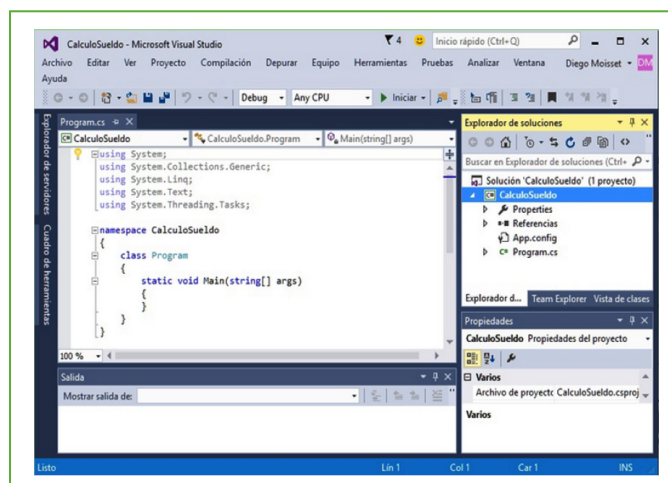 CalculoSueldo - Microsoft Visual Studio
4
Inicio rápido (Ctrl+Q)
Archivo Editar Ver Proyecto Compilación Depurar Equipo Herramientas Pruebas Analizar Ventana Diego Moisset DM
Ayuda
Debug Any CPU Iniciar
Explorador de servidores
Cuadro de herramientas
Program.cs
CalculoSueldo CalculoSueldo.Program Main(string[] args)
using System;
using System.Collections.Generic;
using System.Linq;
using System.Text;
using System.Threading.Tasks;
namespace CalculoSueldo
{
class Program
{
static void Main(string[] args)
{
}
}
}
100 %
Salida
Mostrar salida de:
Explorador de soluciones
Buscar en Explorador de soluciones (Ctrl+
Solución 'CalculoSueldo' (1 proyecto)
C# CalculoSueldo
Properties
Referencias
App.config
C# Program.cs
Explorador d... Team Explorer Vista de clases
Propiedades
CalculoSueldo Propiedades del proyecto
Varios
Archivo de proyecto CalculoSueldo.csproj
Varios
Listo Lín 1 Col 1 Car 1 INS